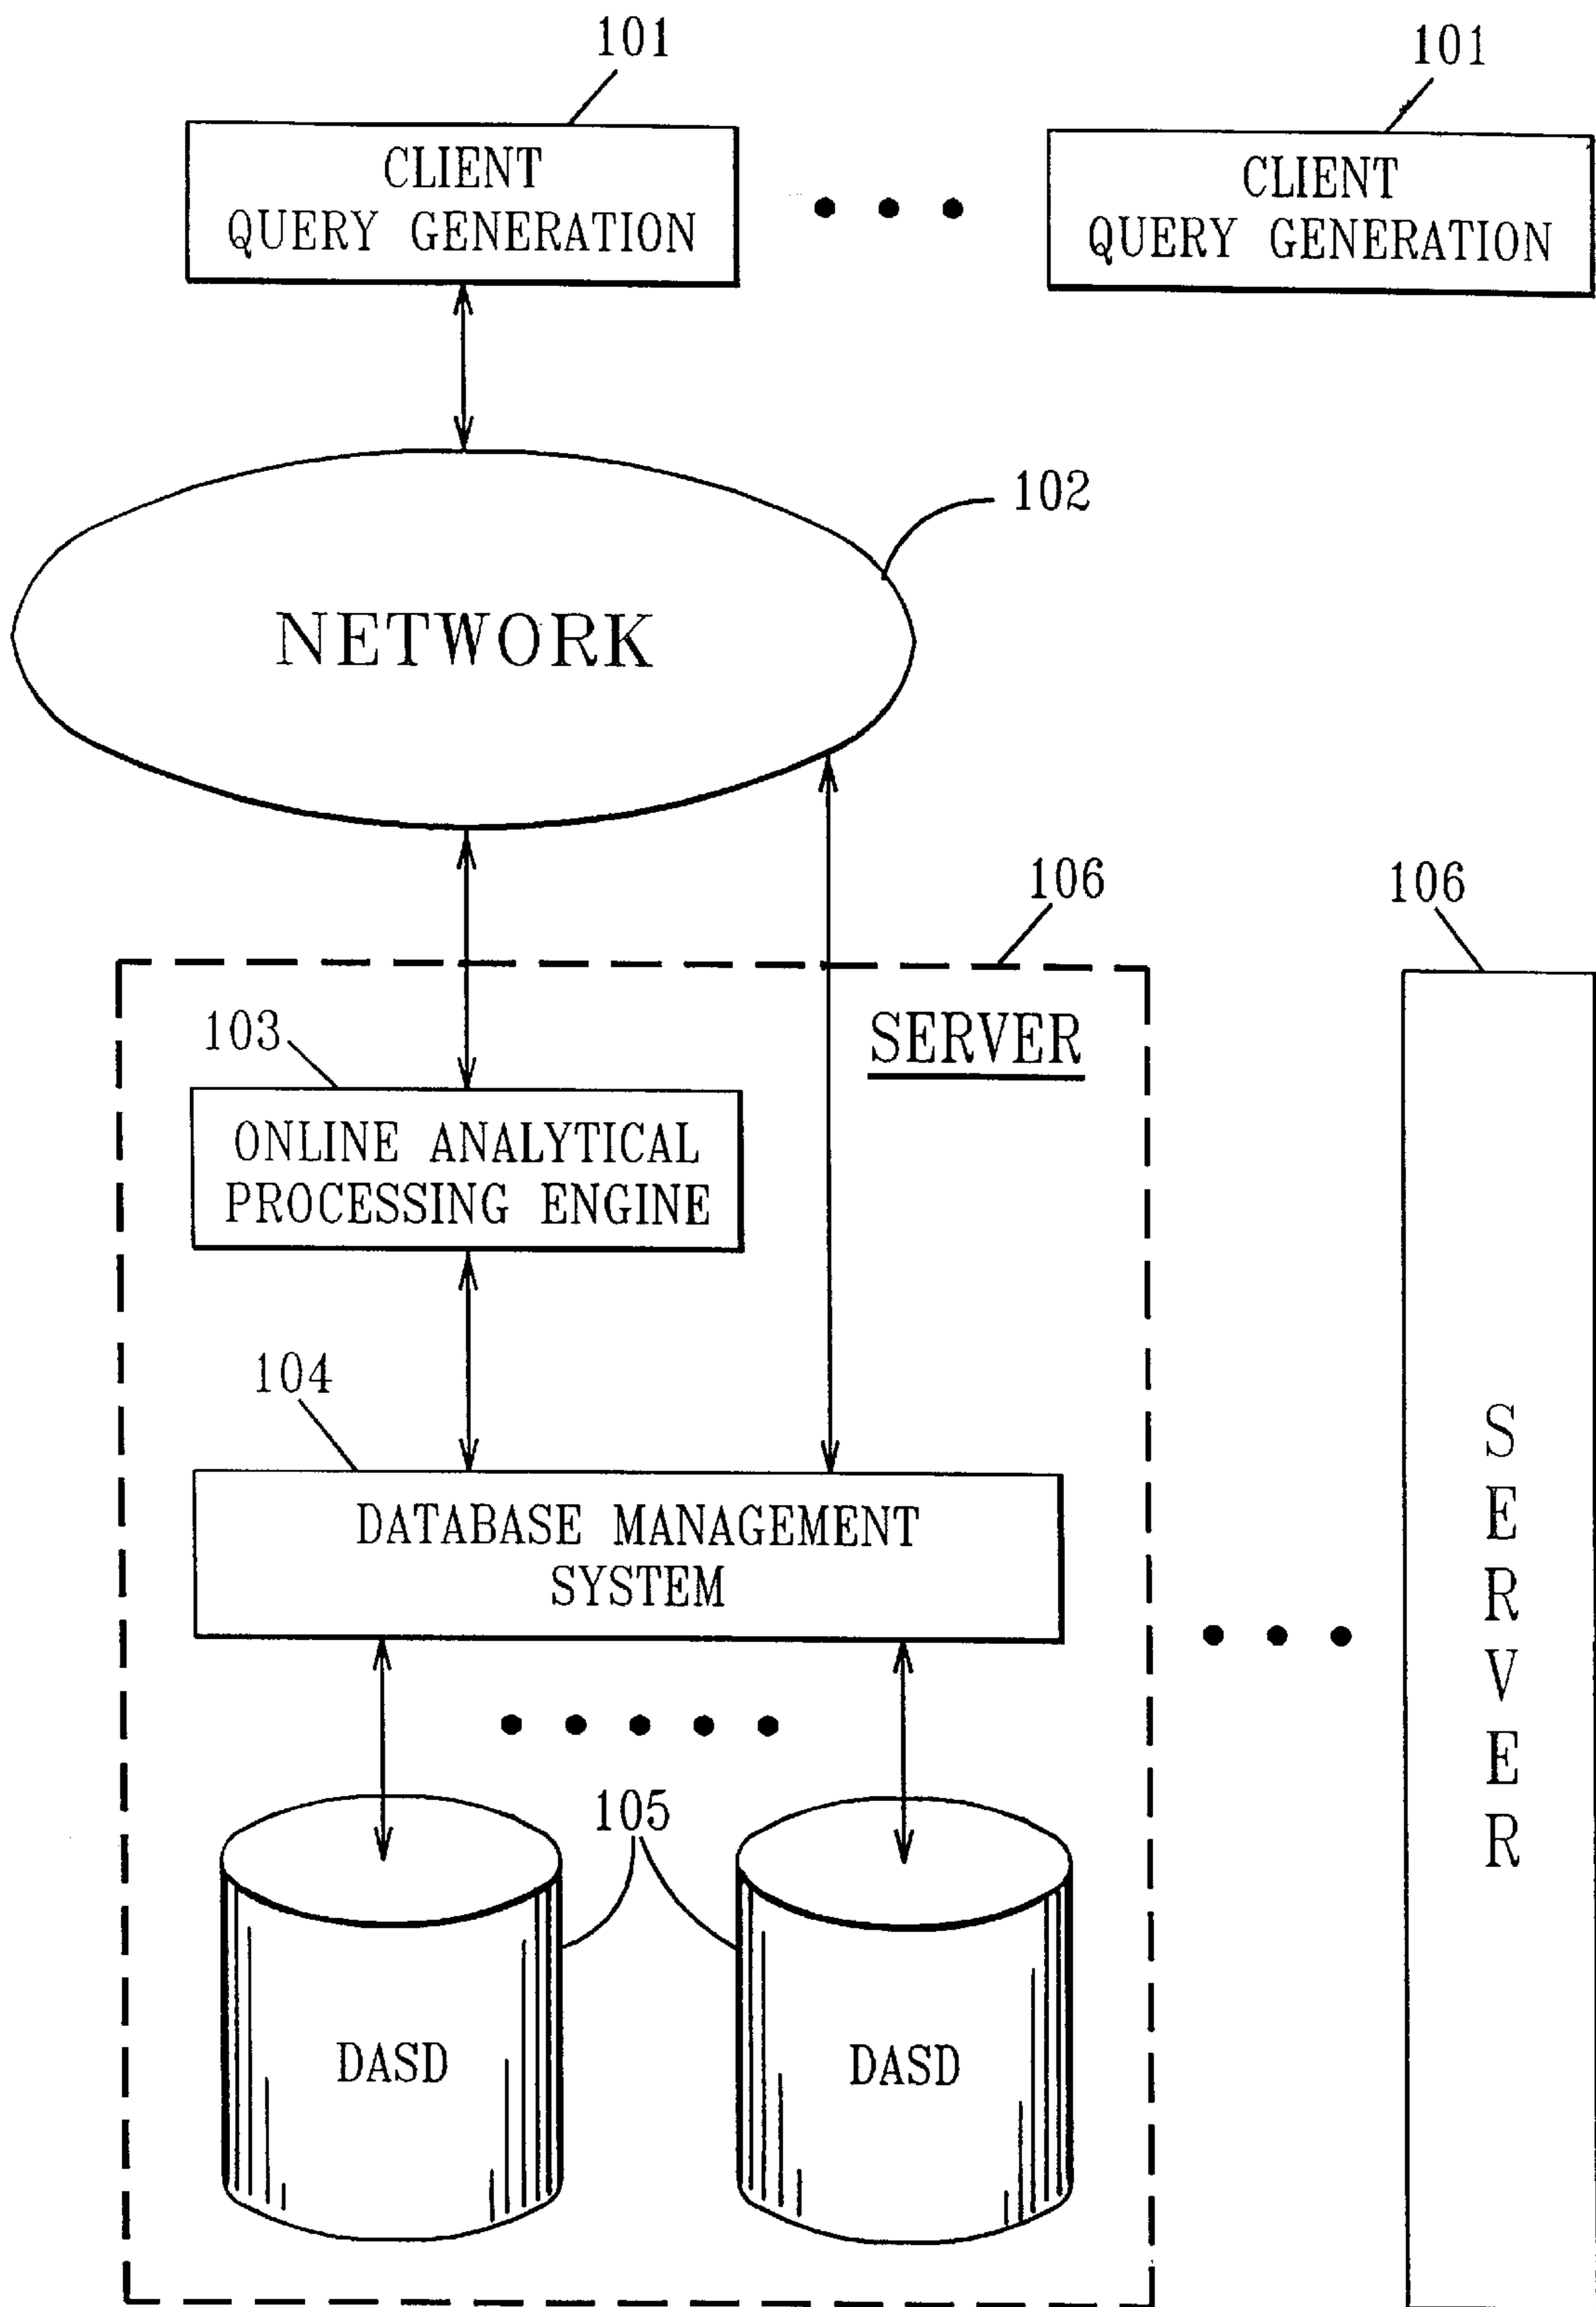 101
101
CLIENT
QUERY GENERATION
CLIENT
QUERY GENERATION
102
NETWORK
106
106
103
SERVER
ONLINE ANALYTICAL
PROCESSING ENGINE
104
DATABASE MANAGEMENT
SYSTEM
SERVER
105
DASD
DASD